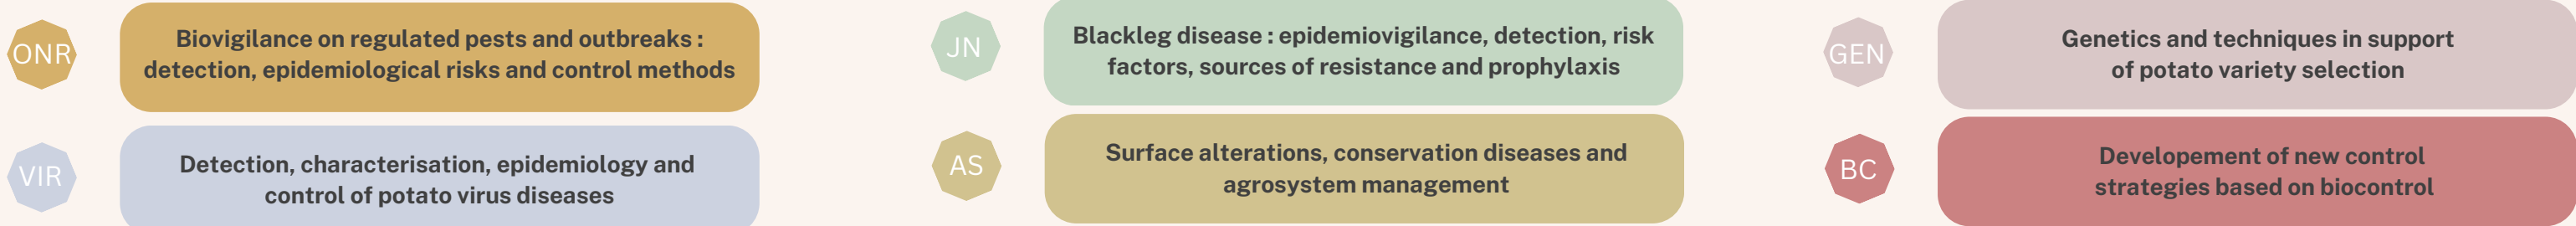 ONR
Biovigilance on regulated pests and outbreaks :
detection, epidemiological risks and control methods
VIR
Detection, characterisation, epidemiology and
control of potato virus diseases
JN
Blackleg disease : epidemiovigilance, detection, risk
factors, sources of resistance and prophylaxis
AS
Surface alterations, conservation diseases and
agrosystem management
GEN
Genetics and techniques in support
of potato variety selection
BC
Developement of new control
strategies based on biocontrol